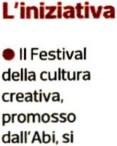 L'iniziativa
● Il Festival
della cultura
creativa,
promosso
dall'Abi, si